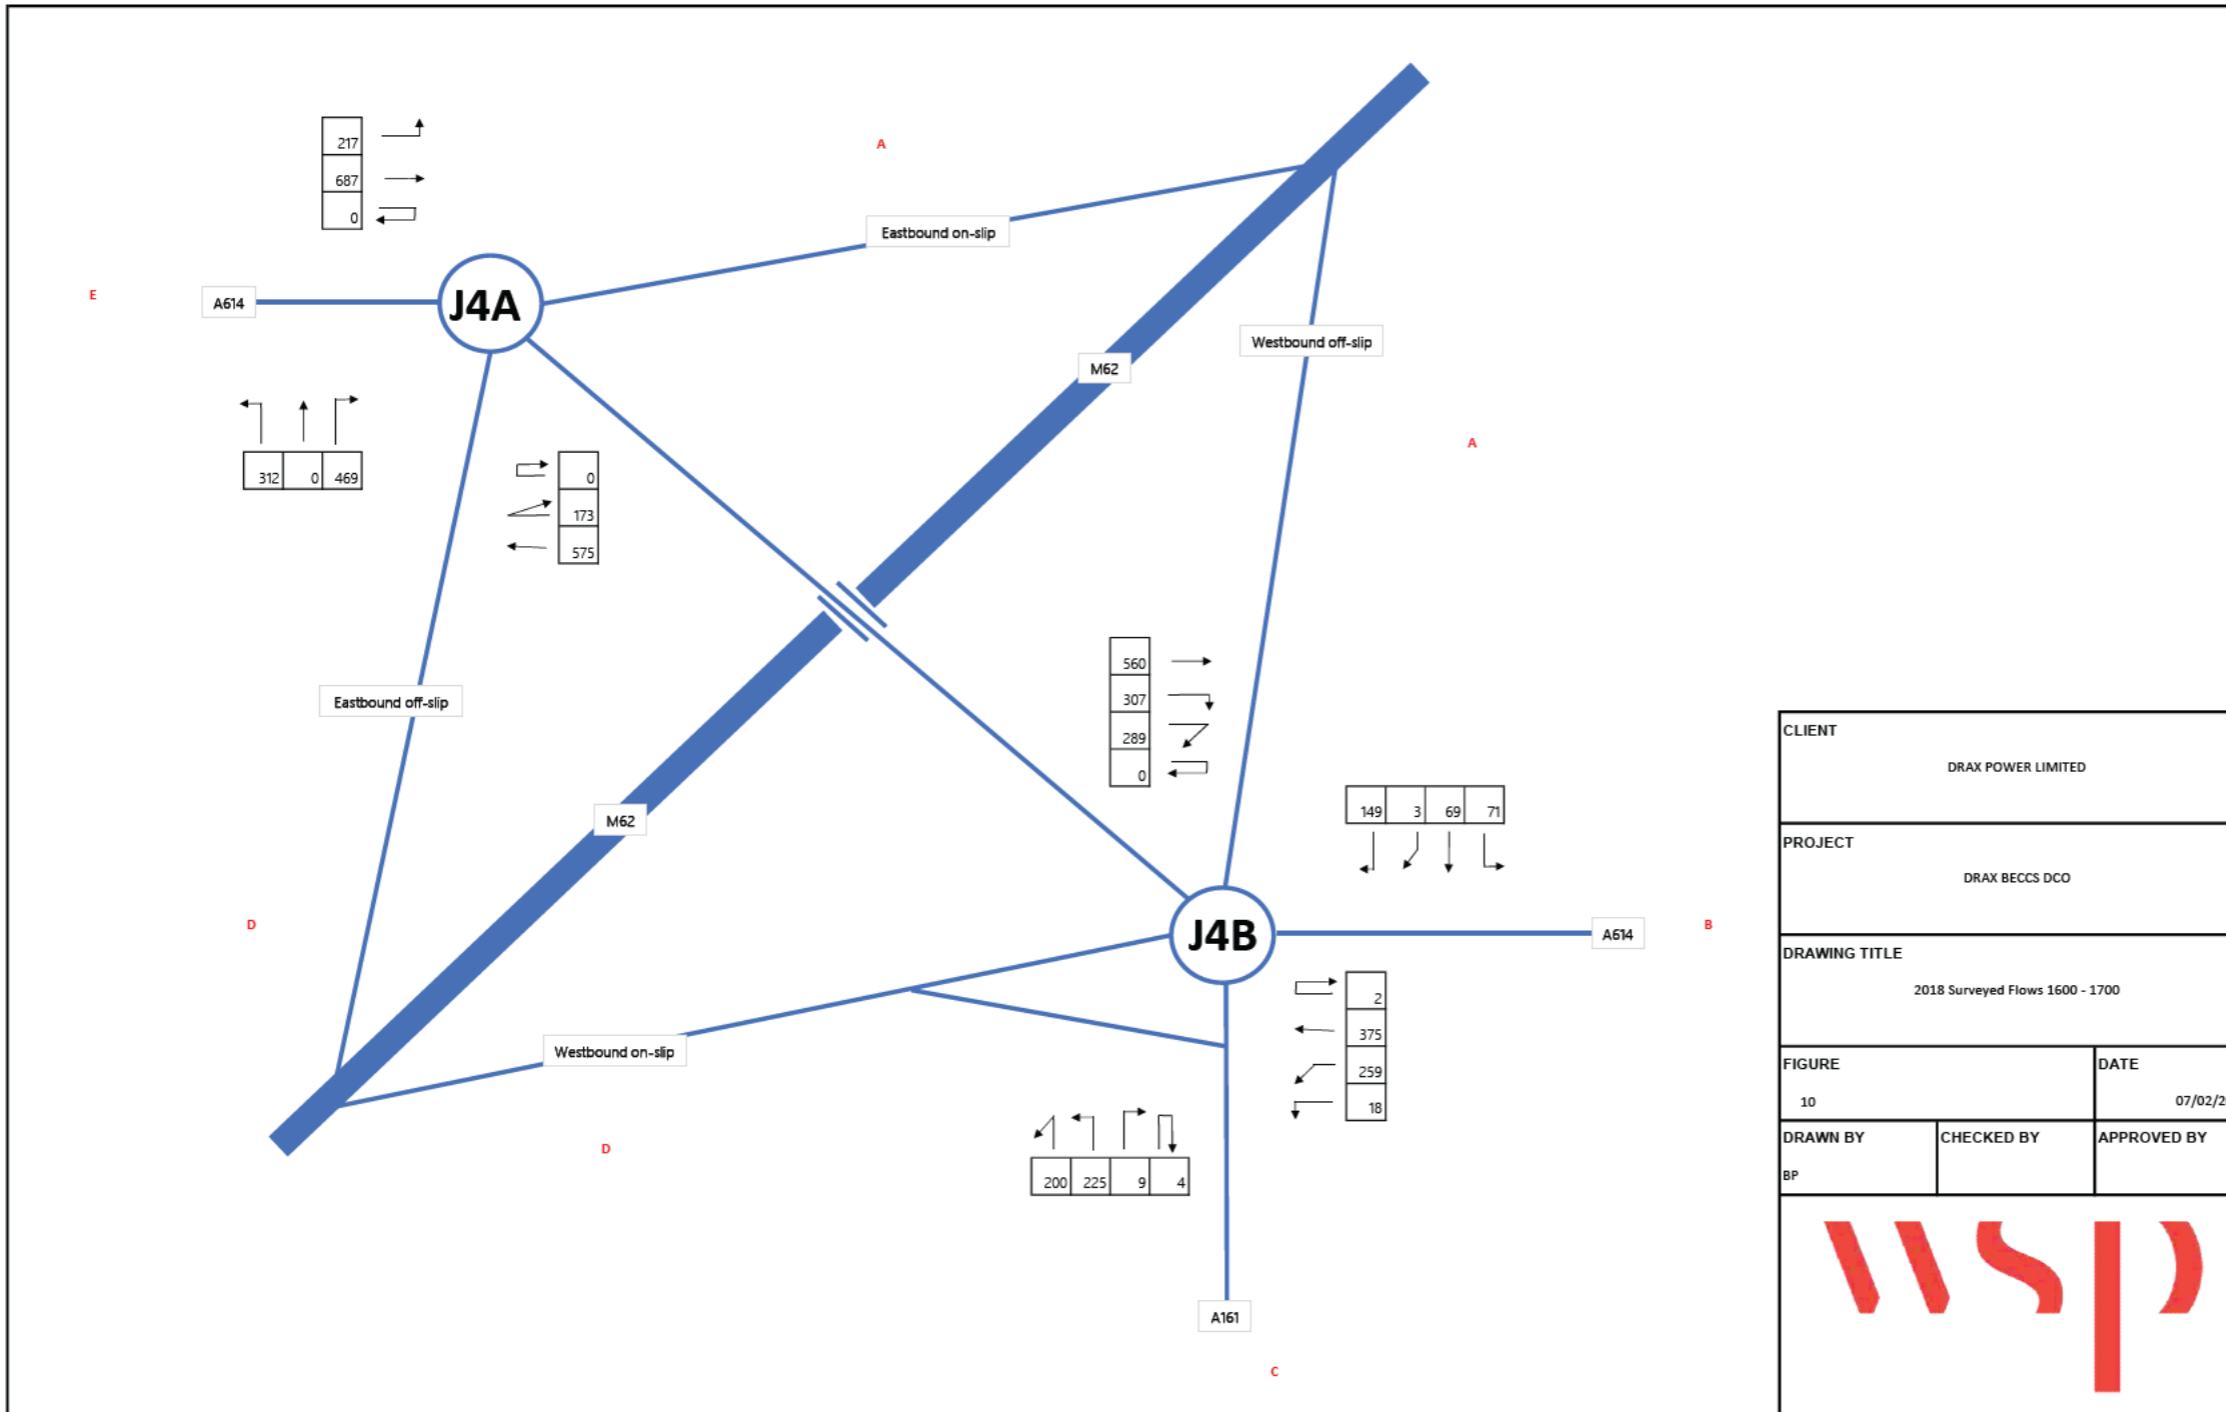 217
687
0
A
Eastbound on-slip
E
A614
J4A
Westbound off-slip
M62
A
312 0 469
0
173
575
560
307
289
0
Eastbound off-slip
149 3 69 71
M62
D
J4B
A614
B
2
375
259
18
Westbound on-slip
D
200 225 9 4
A161
C
CLIENT
DRAX POWER LIMITED
PROJECT
DRAX BECCS DCO
DRAWING TITLE
2018 Surveyed Flows 1600 - 1700
FIGURE
10
DATE
07/02/2
DRAWN BY
BP
CHECKED BY
APPROVED BY
wsp